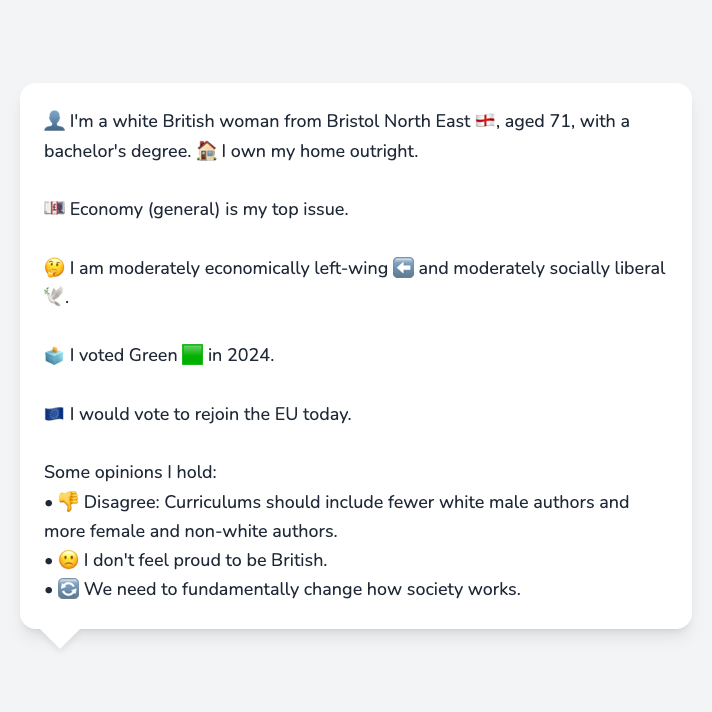 👤 I'm a white British woman from Bristol North East 🏴󠁧󠁢󠁥󠁮󠁧󠁿, aged 71, with a
bachelor's degree. 🏠 I own my home outright.
💷 Economy (general) is my top issue.
🤔 I am moderately economically left-wing ⬅️ and moderately socially liberal
🕊️.
🗳️ I voted Green 🟩 in 2024.
🇪🇺 I would vote to rejoin the EU today.
Some opinions I hold:
• 👎 Disagree: Curriculums should include fewer white male authors and
more female and non-white authors.
• 🙁 I don't feel proud to be British.
• 🔄 We need to fundamentally change how society works.